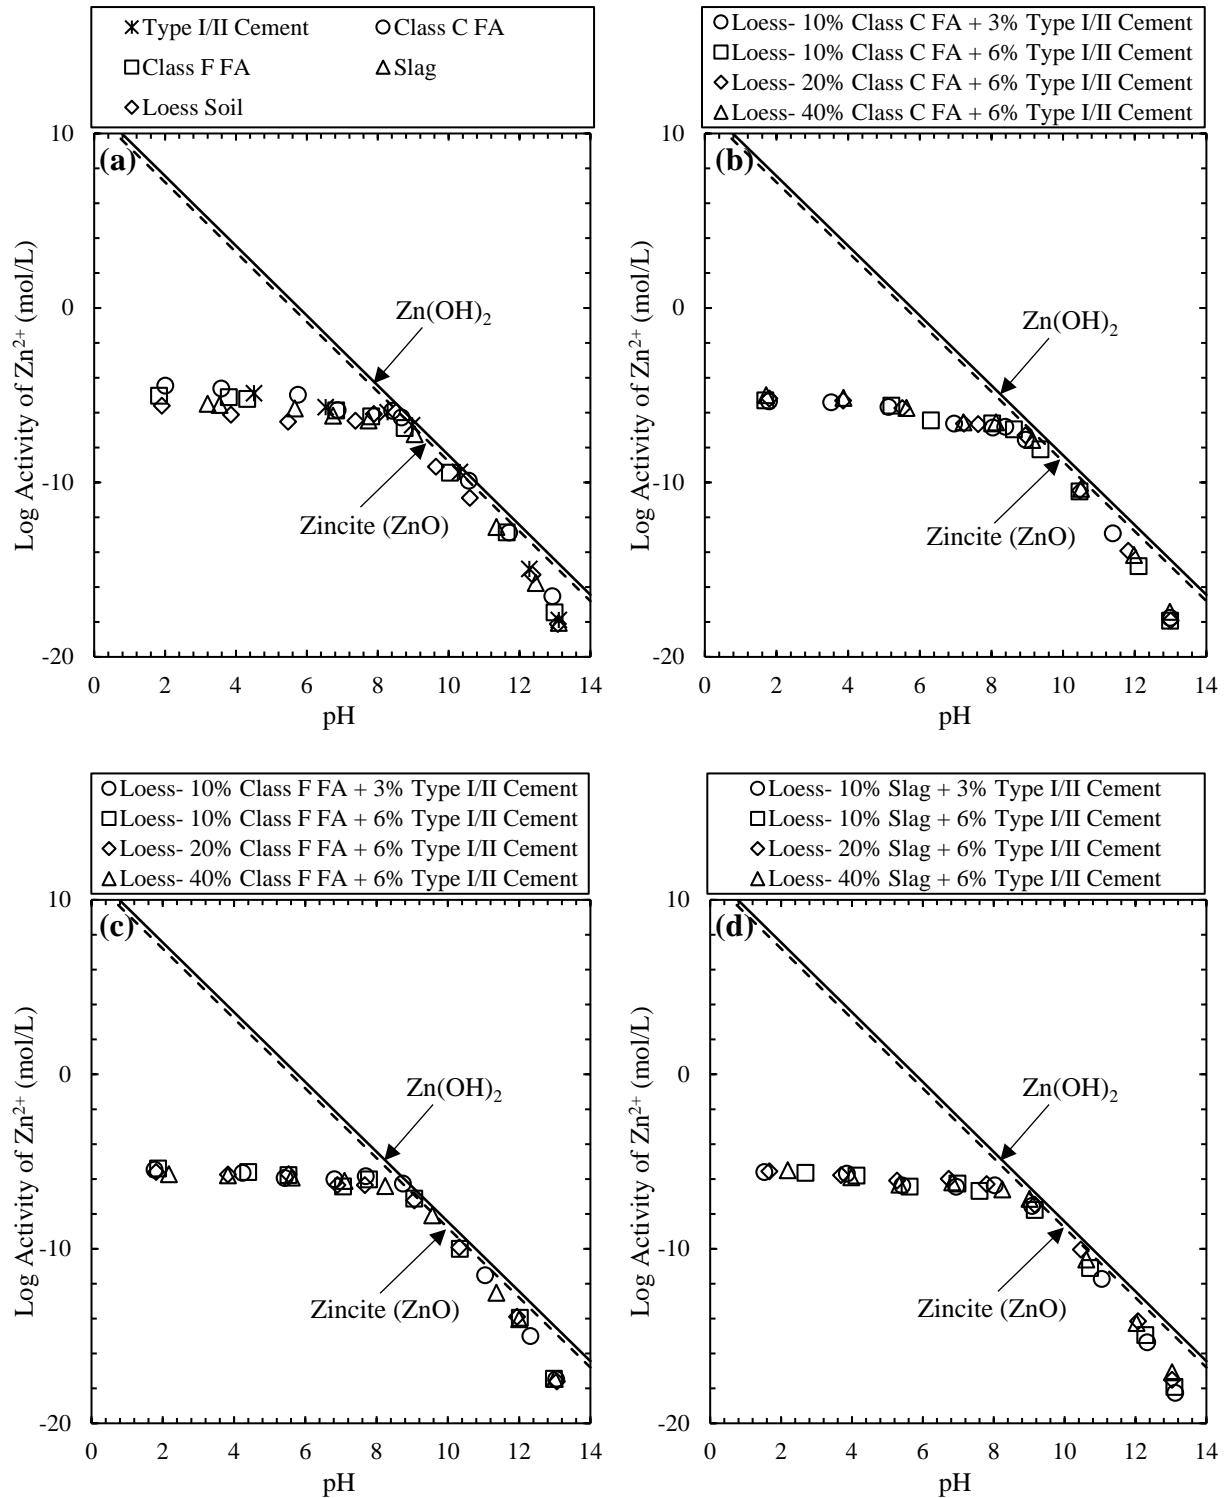 Type I/II Cement Class C FA
Class F FA Slag
Loess Soil
(a)
10
0
-10
-20
0 2 4 6 8 10 12 14
Log Activity of Zn²⁺ (mol/L)
pH
Zn(OH)₂
Zincite (ZnO)
Loess- 10% Class C FA + 3% Type I/II Cement
Loess- 10% Class C FA + 6% Type I/II Cement
Loess- 20% Class C FA + 6% Type I/II Cement
Loess- 40% Class C FA + 6% Type I/II Cement
(b)
10
0
-10
-20
0 2 4 6 8 10 12 14
Log Activity of Zn²⁺ (mol/L)
pH
Zn(OH)₂
Zincite (ZnO)
Loess- 10% Class F FA + 3% Type I/II Cement
Loess- 10% Class F FA + 6% Type I/II Cement
Loess- 20% Class F FA + 6% Type I/II Cement
Loess- 40% Class F FA + 6% Type I/II Cement
(c)
10
0
-10
-20
0 2 4 6 8 10 12 14
Log Activity of Zn²⁺ (mol/L)
pH
Zn(OH)₂
Zincite (ZnO)
Loess- 10% Slag + 3% Type I/II Cement
Loess- 10% Slag + 6% Type I/II Cement
Loess- 20% Slag + 6% Type I/II Cement
Loess- 40% Slag + 6% Type I/II Cement
(d)
10
0
-10
-20
0 2 4 6 8 10 12 14
Log Activity of Zn²⁺ (mol/L)
pH
Zn(OH)₂
Zincite (ZnO)